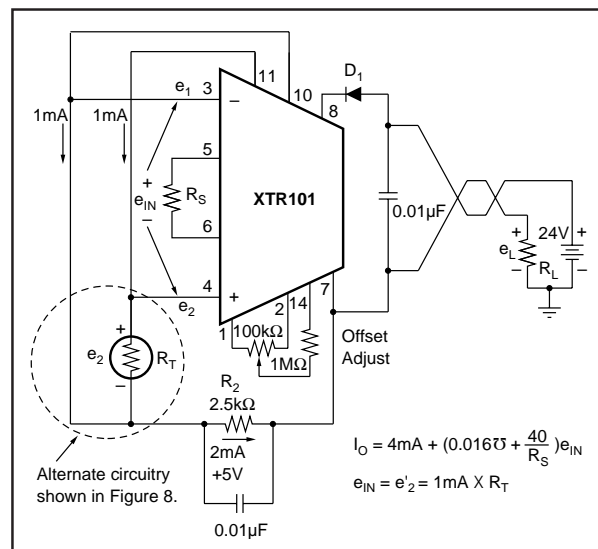 11
10
D1
e1
3
–
8
1mA
1mA
5
+
eIN
–
RS
XTR101
0.01µF
6
+
eL
–
RL
24V
+
–
4
+
e2
1
2
14
7
100kΩ
1MΩ
Offset
Adjust
+
e2
–
RT
R2
2.5kΩ
2mA
+5V
0.01µF
Alternate circuitry
shown in Figure 8.
IO = 4mA + (0.016℧ + 40/RS)eIN
eIN = e'2 = 1mA X RT